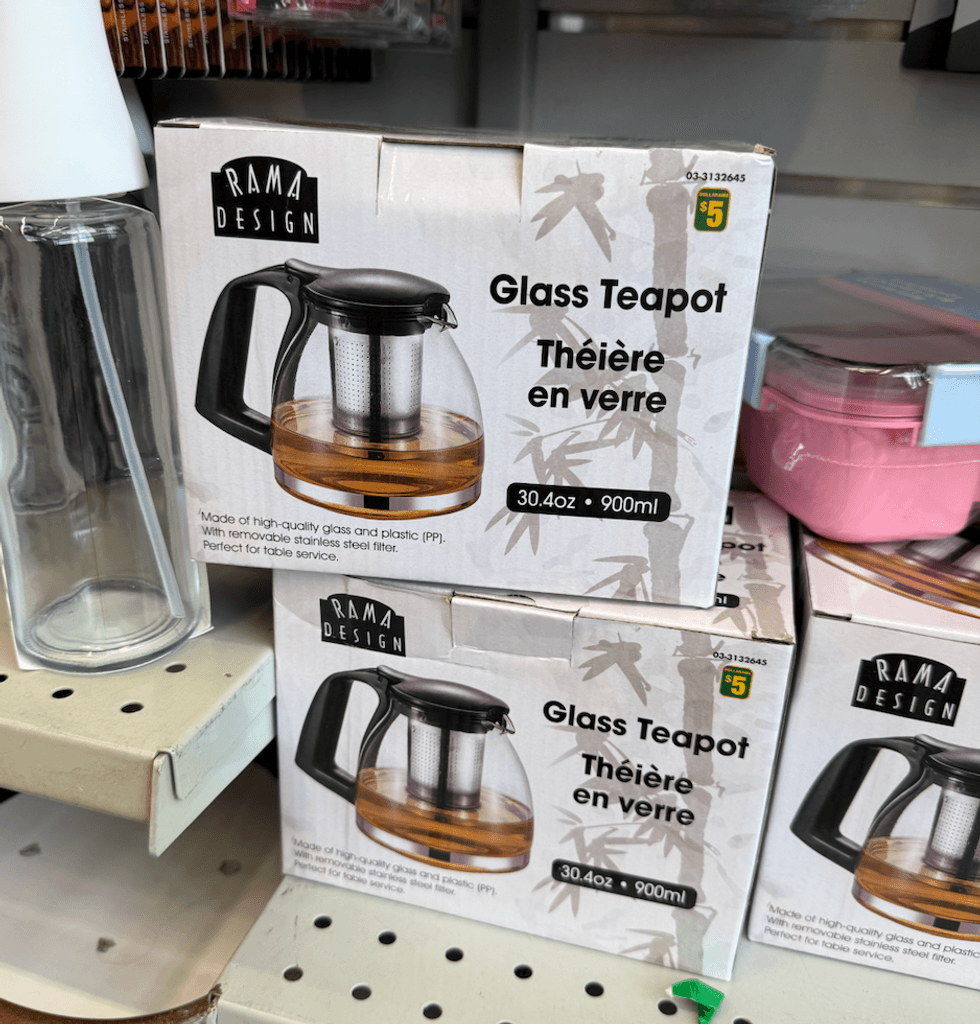 STAINLESS
RAMA
DESIGN
03-3132645
DOLLARAMA
$5
Glass Teapot
Théière
en verre
30.4oz • 900ml
Made of high-quality glass and plastic (PP).
With removable stainless steel filter.
Perfect for table service.
pot
ml
RAMA
DESIGN
03-3132645
DOLLARAMA
$5
Glass Teapot
Théière
en verre
30.4oz • 900ml
Made of high-quality glass and plastic (PP).
With removable stainless steel filter.
Perfect for table service.
RAMA
DESIGN
Made of high-quality glass and plastic
With removable stainless steel filter.
Perfect for table service.